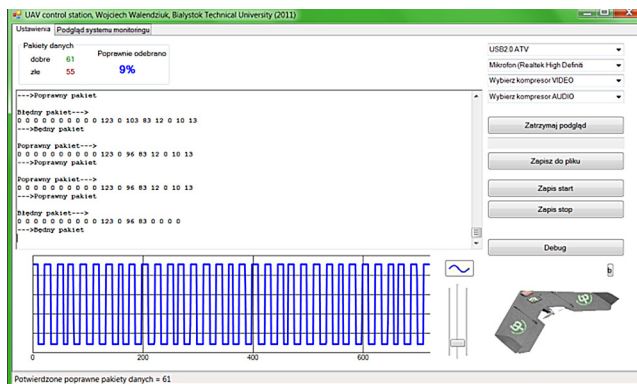 UAV control station, Wojciech Walendziuk, Bialystok Technical University (2011)
Ustawienia Podgląd systemu monitoringu
Pakiety danych
dobre 61
złe 55
Poprawnie odebrano
9%
--->Poprawny pakiet
Błędny pakiet--->
0 0 0 0 0 0 0 0 0 0 123 0 103 83 12 0 10 13
--->Będny pakiet
Poprawny pakiet--->
0 0 0 0 0 0 0 0 0 0 123 0 96 83 12 0 10 13
--->Poprawny pakiet
Poprawny pakiet--->
0 0 0 0 0 0 0 0 0 0 123 0 96 83 12 0 10 13
--->Poprawny pakiet
Błędny pakiet--->
0 0 0 0 0 0 0 0 0 0 123 0 96 83 0 0 0 0
--->Będny pakiet
USB2.0 ATV
Mikrofon (Realtek High Definiti
Wybierz kompresor VIDEO
Wybierz kompresor AUDIO
Zatrzymaj podgląd
Zapisz do pliku
Zapis start
Zapis stop
Debug
b
0 200 400 600
Potwierdzone poprawne pakiety danych = 61